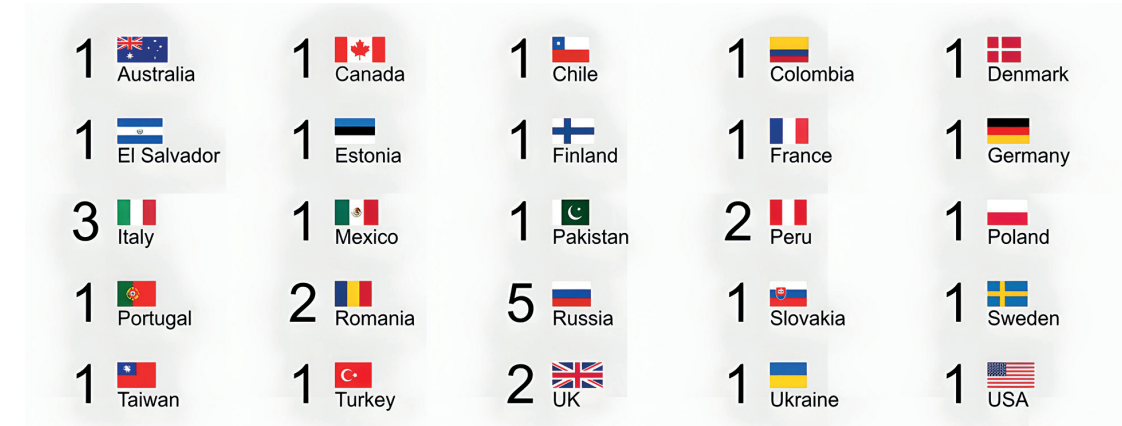 1 Australia
1 Canada
1 Chile
1 Colombia
1 Denmark
1 El Salvador
1 Estonia
1 Finland
1 France
1 Germany
3 Italy
1 Mexico
1 Pakistan
2 Peru
1 Poland
1 Portugal
2 Romania
5 Russia
1 Slovakia
1 Sweden
1 Taiwan
1 Turkey
2 UK
1 Ukraine
1 USA